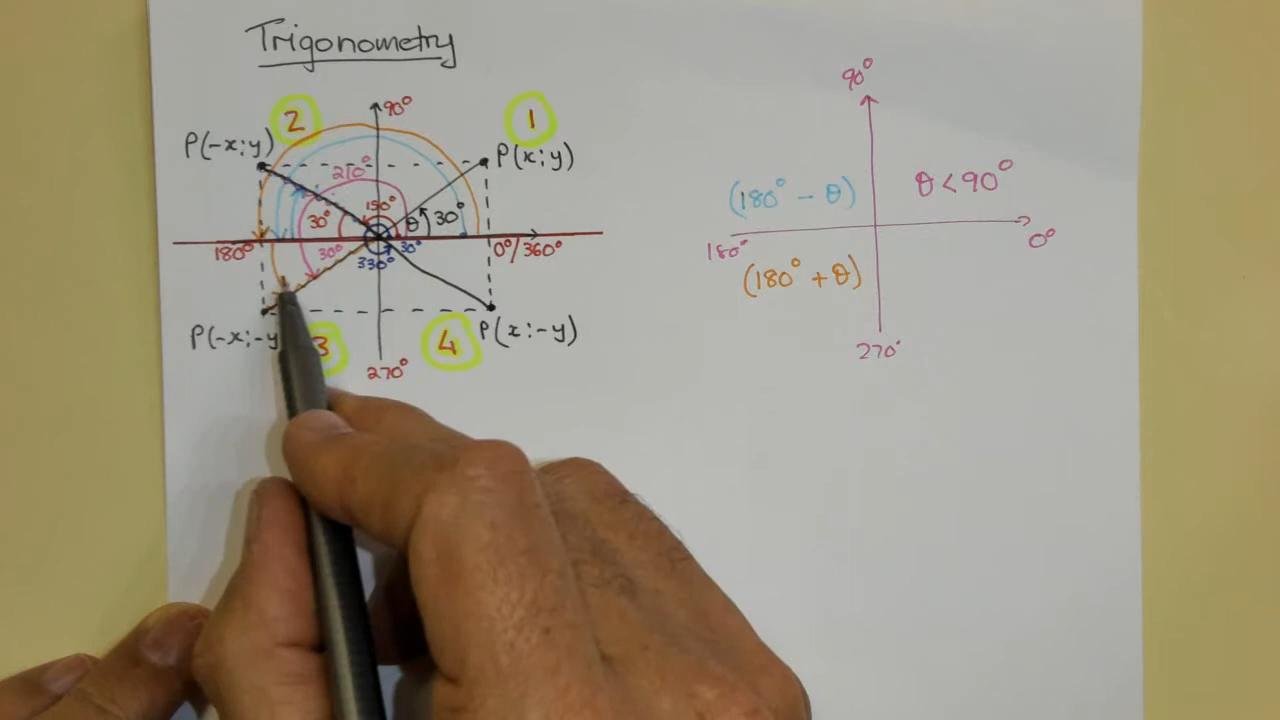 Trigonometry
90°
2
1
P(-x;y)
P(x;y)
210°
150°
30°
θ
30°
180°
30°
30°
0°/360°
330°
P(-x;-y
3
4
P(x:-y)
270°
90°
(180° - θ)
θ < 90°
180°
0°
(180° + θ)
270°